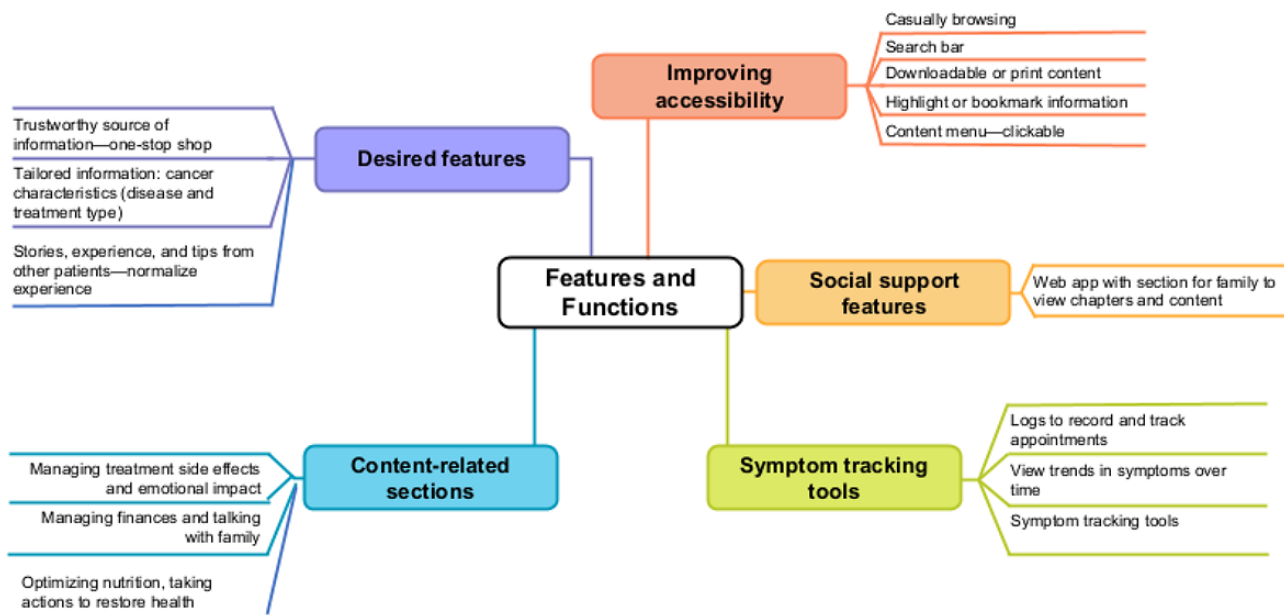 Casually browsing
Search bar
Downloadable or print content
Highlight or bookmark information
Content menu—clickable
Improving
accessibility
Trustworthy source of
information—one-stop shop
Tailored information: cancer
characteristics (disease and
treatment type)
Stories, experience, and tips from
other patients—normalize
experience
Desired features
Features and
Functions
Social support
features
Web app with section for family to
view chapters and content
Managing treatment side effects
and emotional impact
Managing finances and talking
with family
Optimizing nutrition, taking
actions to restore health
Content-related
sections
Symptom tracking
tools
Logs to record and track
appointments
View trends in symptoms over
time
Symptom tracking tools